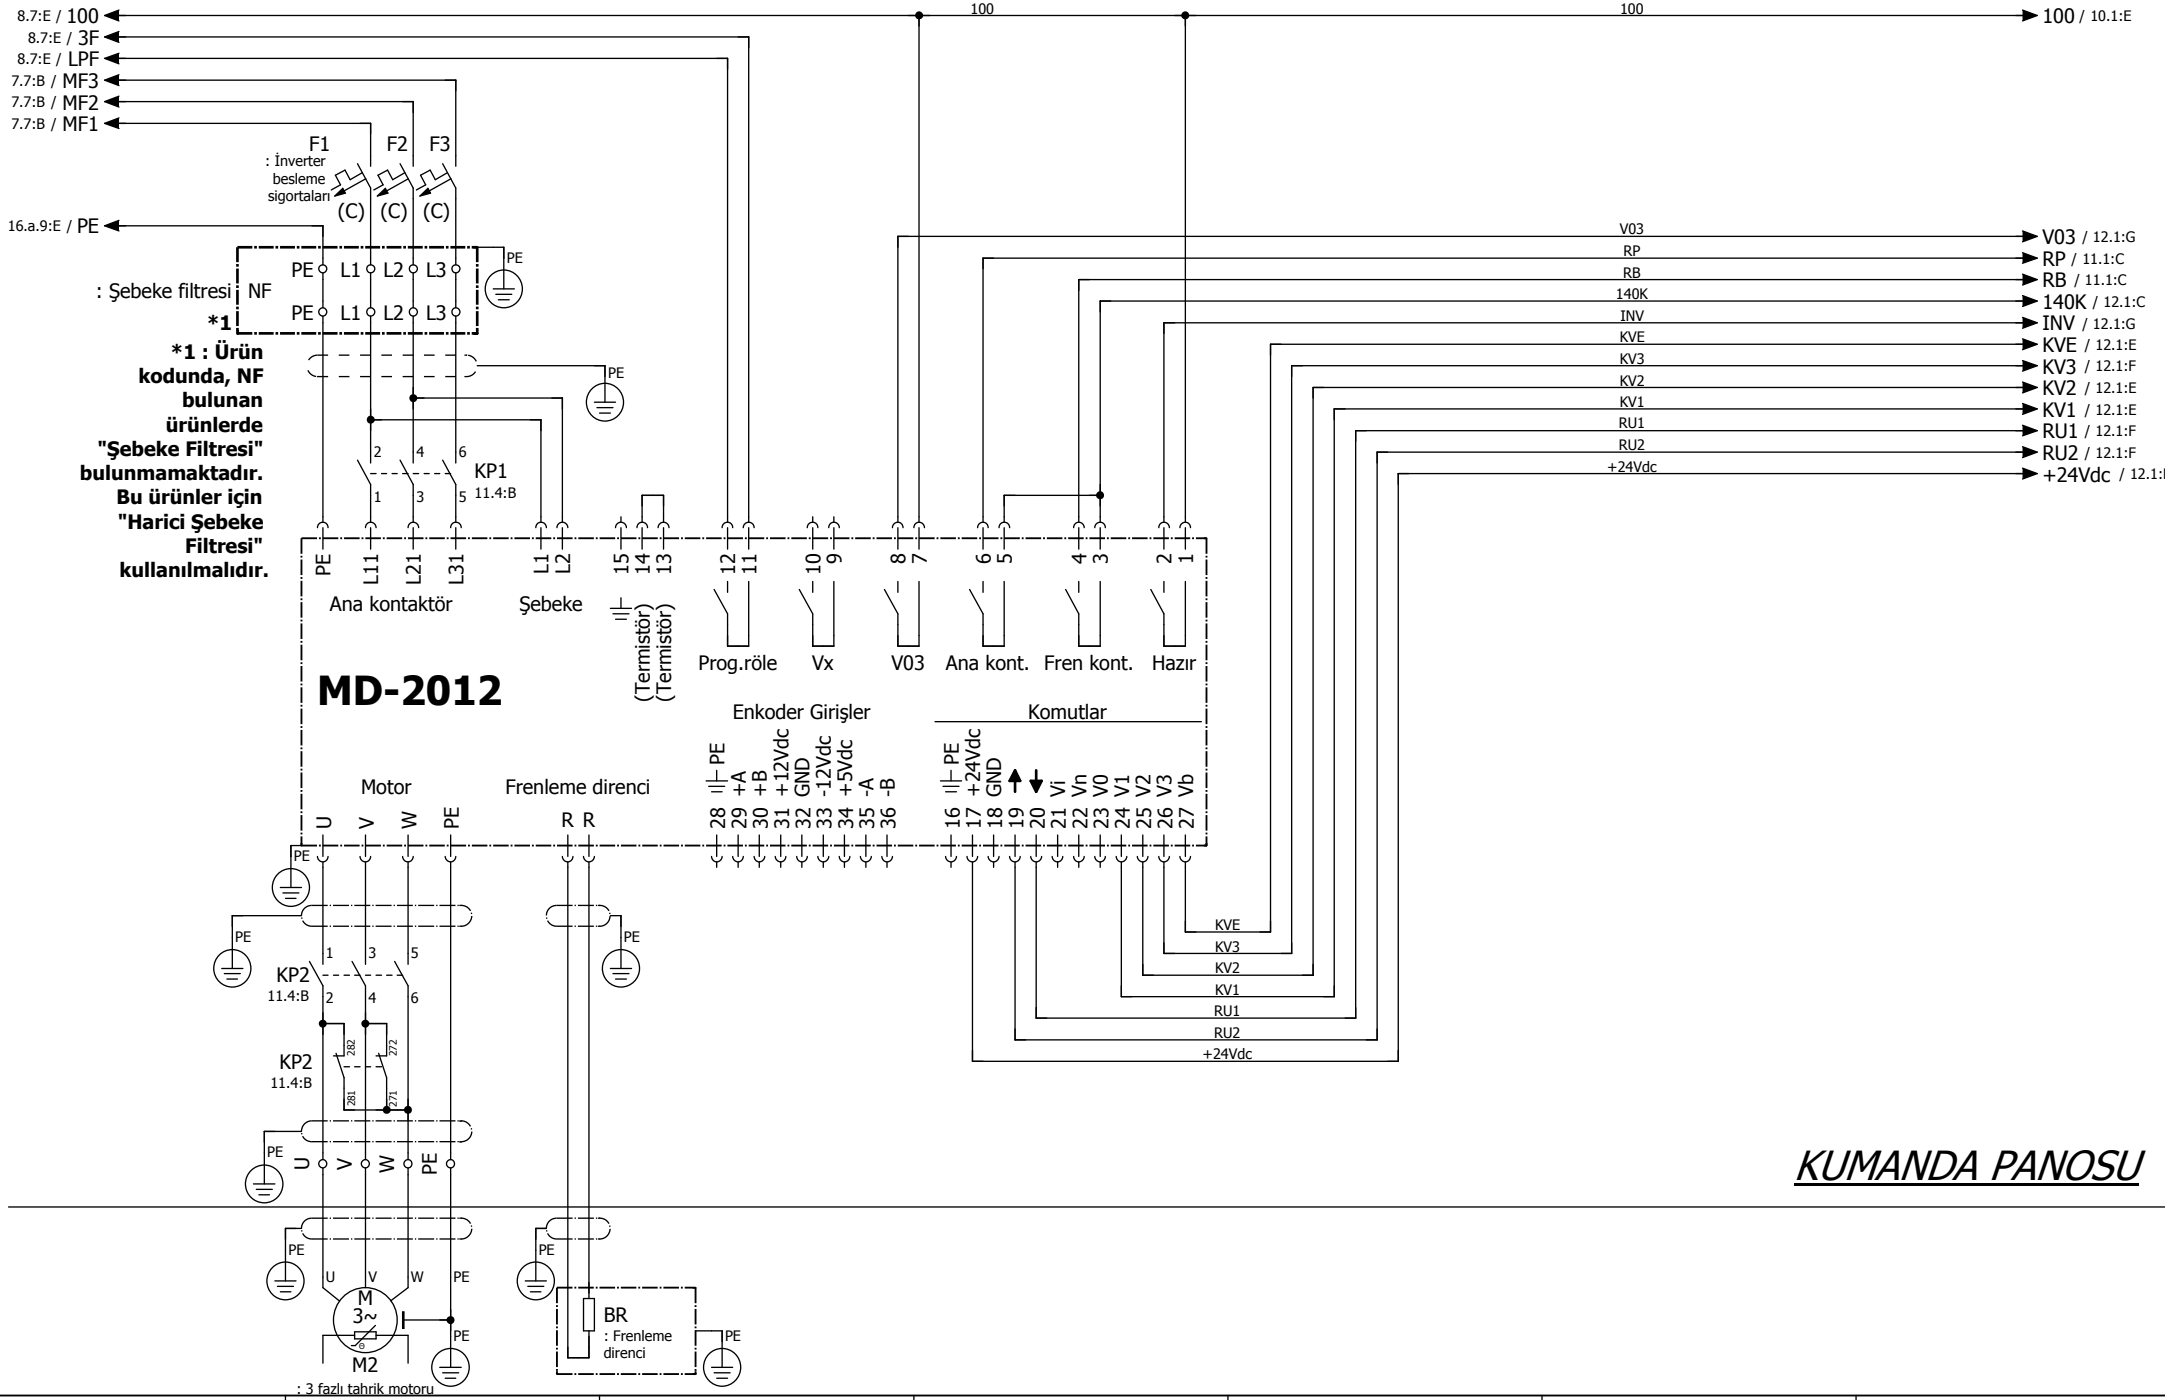 8.7:E / 100
100
100
100 / 10.1:E
8.7:E / 3F
8.7:E / LPF
7.7:B / MF3
7.7:B / MF2
7.7:B / MF1
F1 F2 F3
: İnverter
besleme
sigortaları
(C) (C) (C)
16.a.9:E / PE
V03
V03 / 12.1:G
RP
RP / 11.1:C
RB
RB / 11.1:C
140K
140K / 12.1:C
INV
INV / 12.1:G
KVE
KVE / 12.1:E
KV3
KV3 / 12.1:F
KV2
KV2 / 12.1:E
KV1
KV1 / 12.1:E
RU1
RU1 / 12.1:F
RU2
RU2 / 12.1:F
+24Vdc
+24Vdc / 12.1:
PE
PE L1 L2 L3
: Şebeke filtresi NF
PE L1 L2 L3
*1
*1 : Ürün
kodunda, NF
bulunan
ürünlerde
"Şebeke Filtresi"
bulunmamaktadır.
Bu ürünler için
"Harici Şebeke
Filtresi"
kullanılmalıdır.
PE
2 4 6
KP1
11.4:B
1 3 5
PE L11 L21 L31 L1 L2 15 14 13 12 11 10 9 8 7 6 5 4 3 2 1
Ana kontaktör Şebeke
(Termistör)
(Termistör)
Prog.röle Vx V03 Ana kont. Fren kont. Hazır
MD-2012
Enkoder Girişler Komutlar
Motor Frenleme direnci
U V W PE R R
28 PE
29 +A
30 +B
31 +12Vdc
32 GND
33 -12Vdc
34 +5Vdc
35 -A
36 -B
16 PE
17 +24Vdc
18 GND
19
20
21 Vi
22 Vn
23 V0
24 V1
25 V2
26 V3
27 Vb
PE
PE
PE
KVE
KV3
KV2
KV1
RU1
RU2
+24Vdc
1 3 5
KP2
11.4:B
2 4 6
282 272
KP2
11.4:B
281 271
PE
U V W PE
KUMANDA PANOSU
PE
PE
U V W PE
M
3~
θ
PE
M2
: 3 fazlı tahrik motoru
BR
: Frenleme
direnci
PE